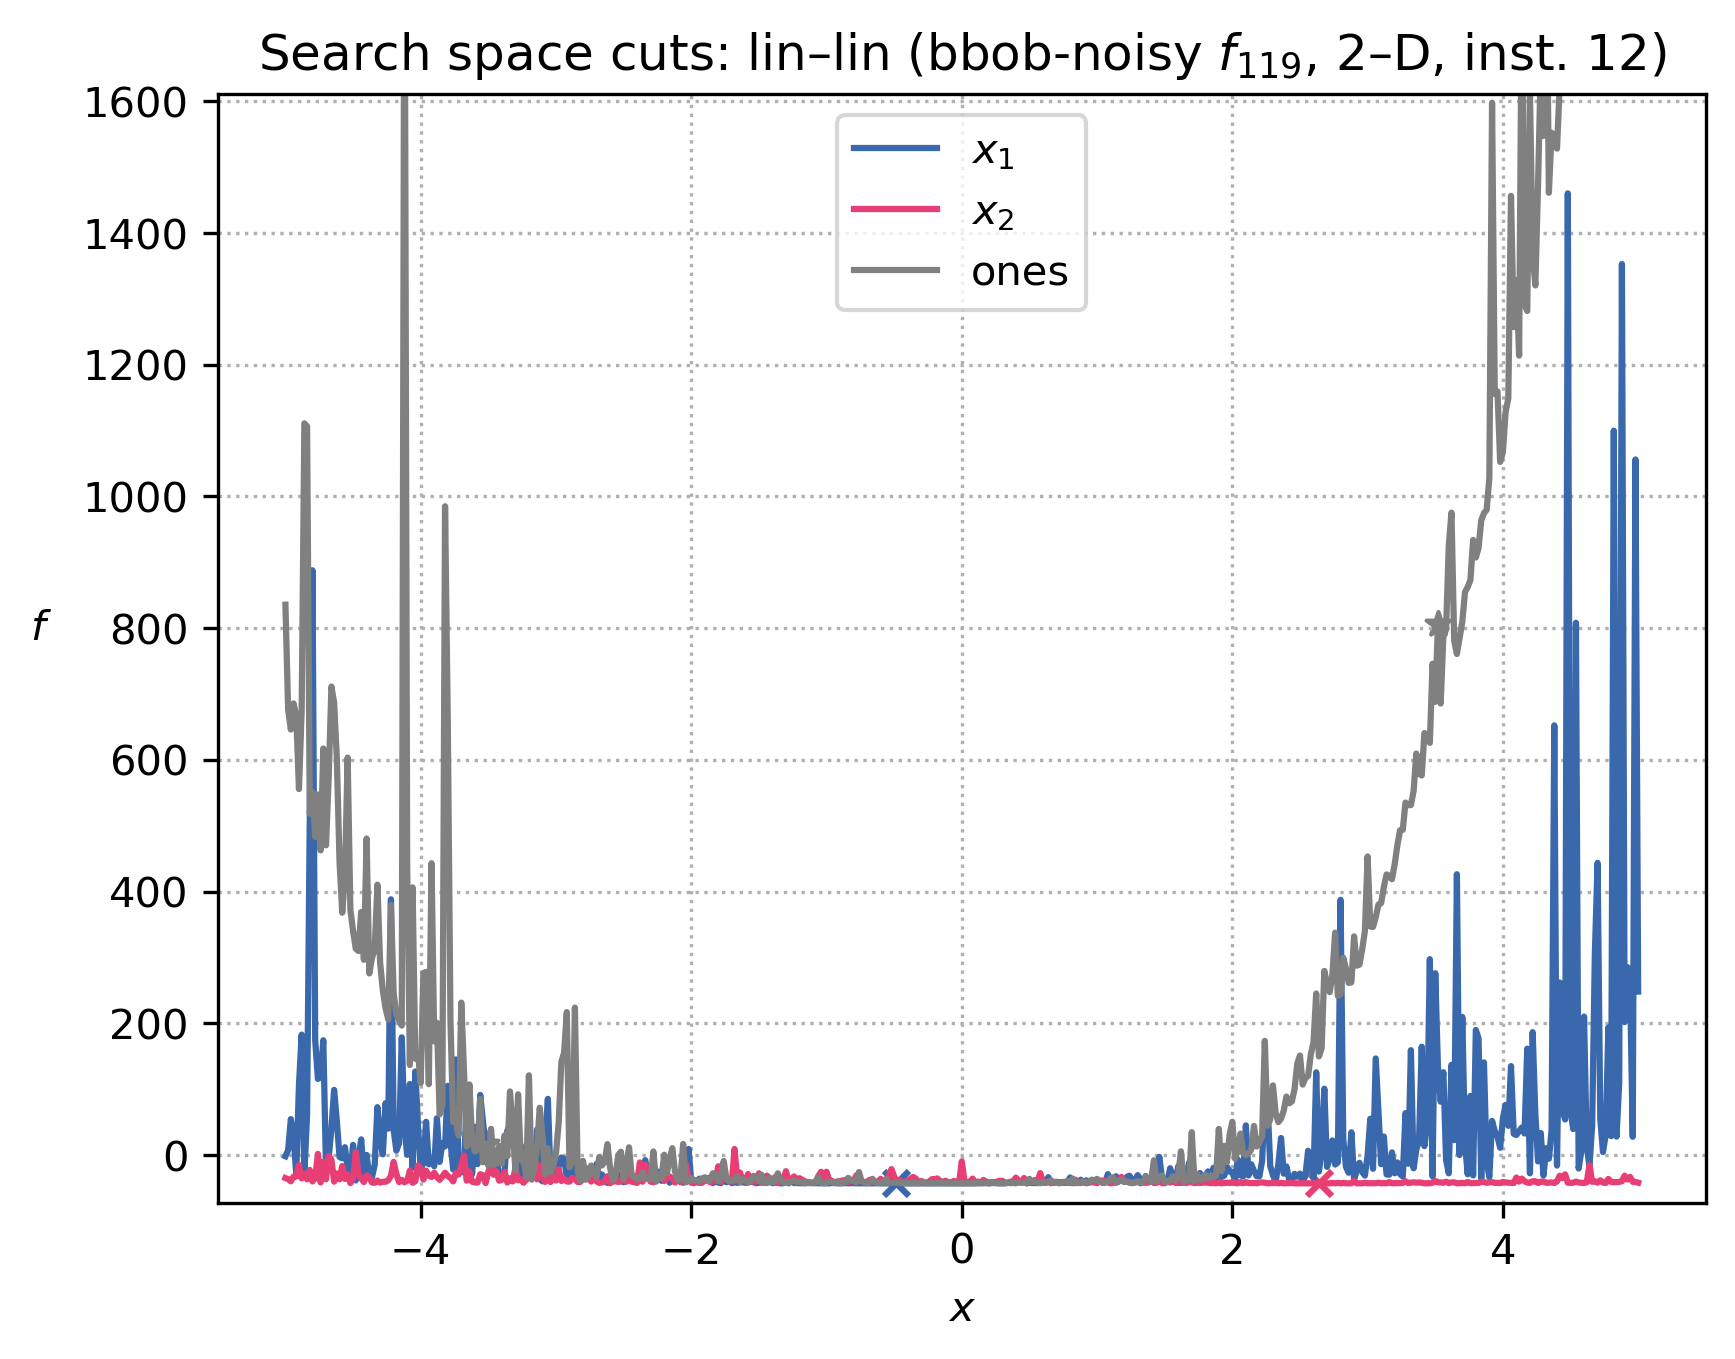 Search space cuts: lin–lin (bbob-noisy f₁₁₉, 2–D, inst. 12)
1600
1400
1200
1000
800
600
400
200
0
f
x₁
x₂
ones
−4 −2 0 2 4
x